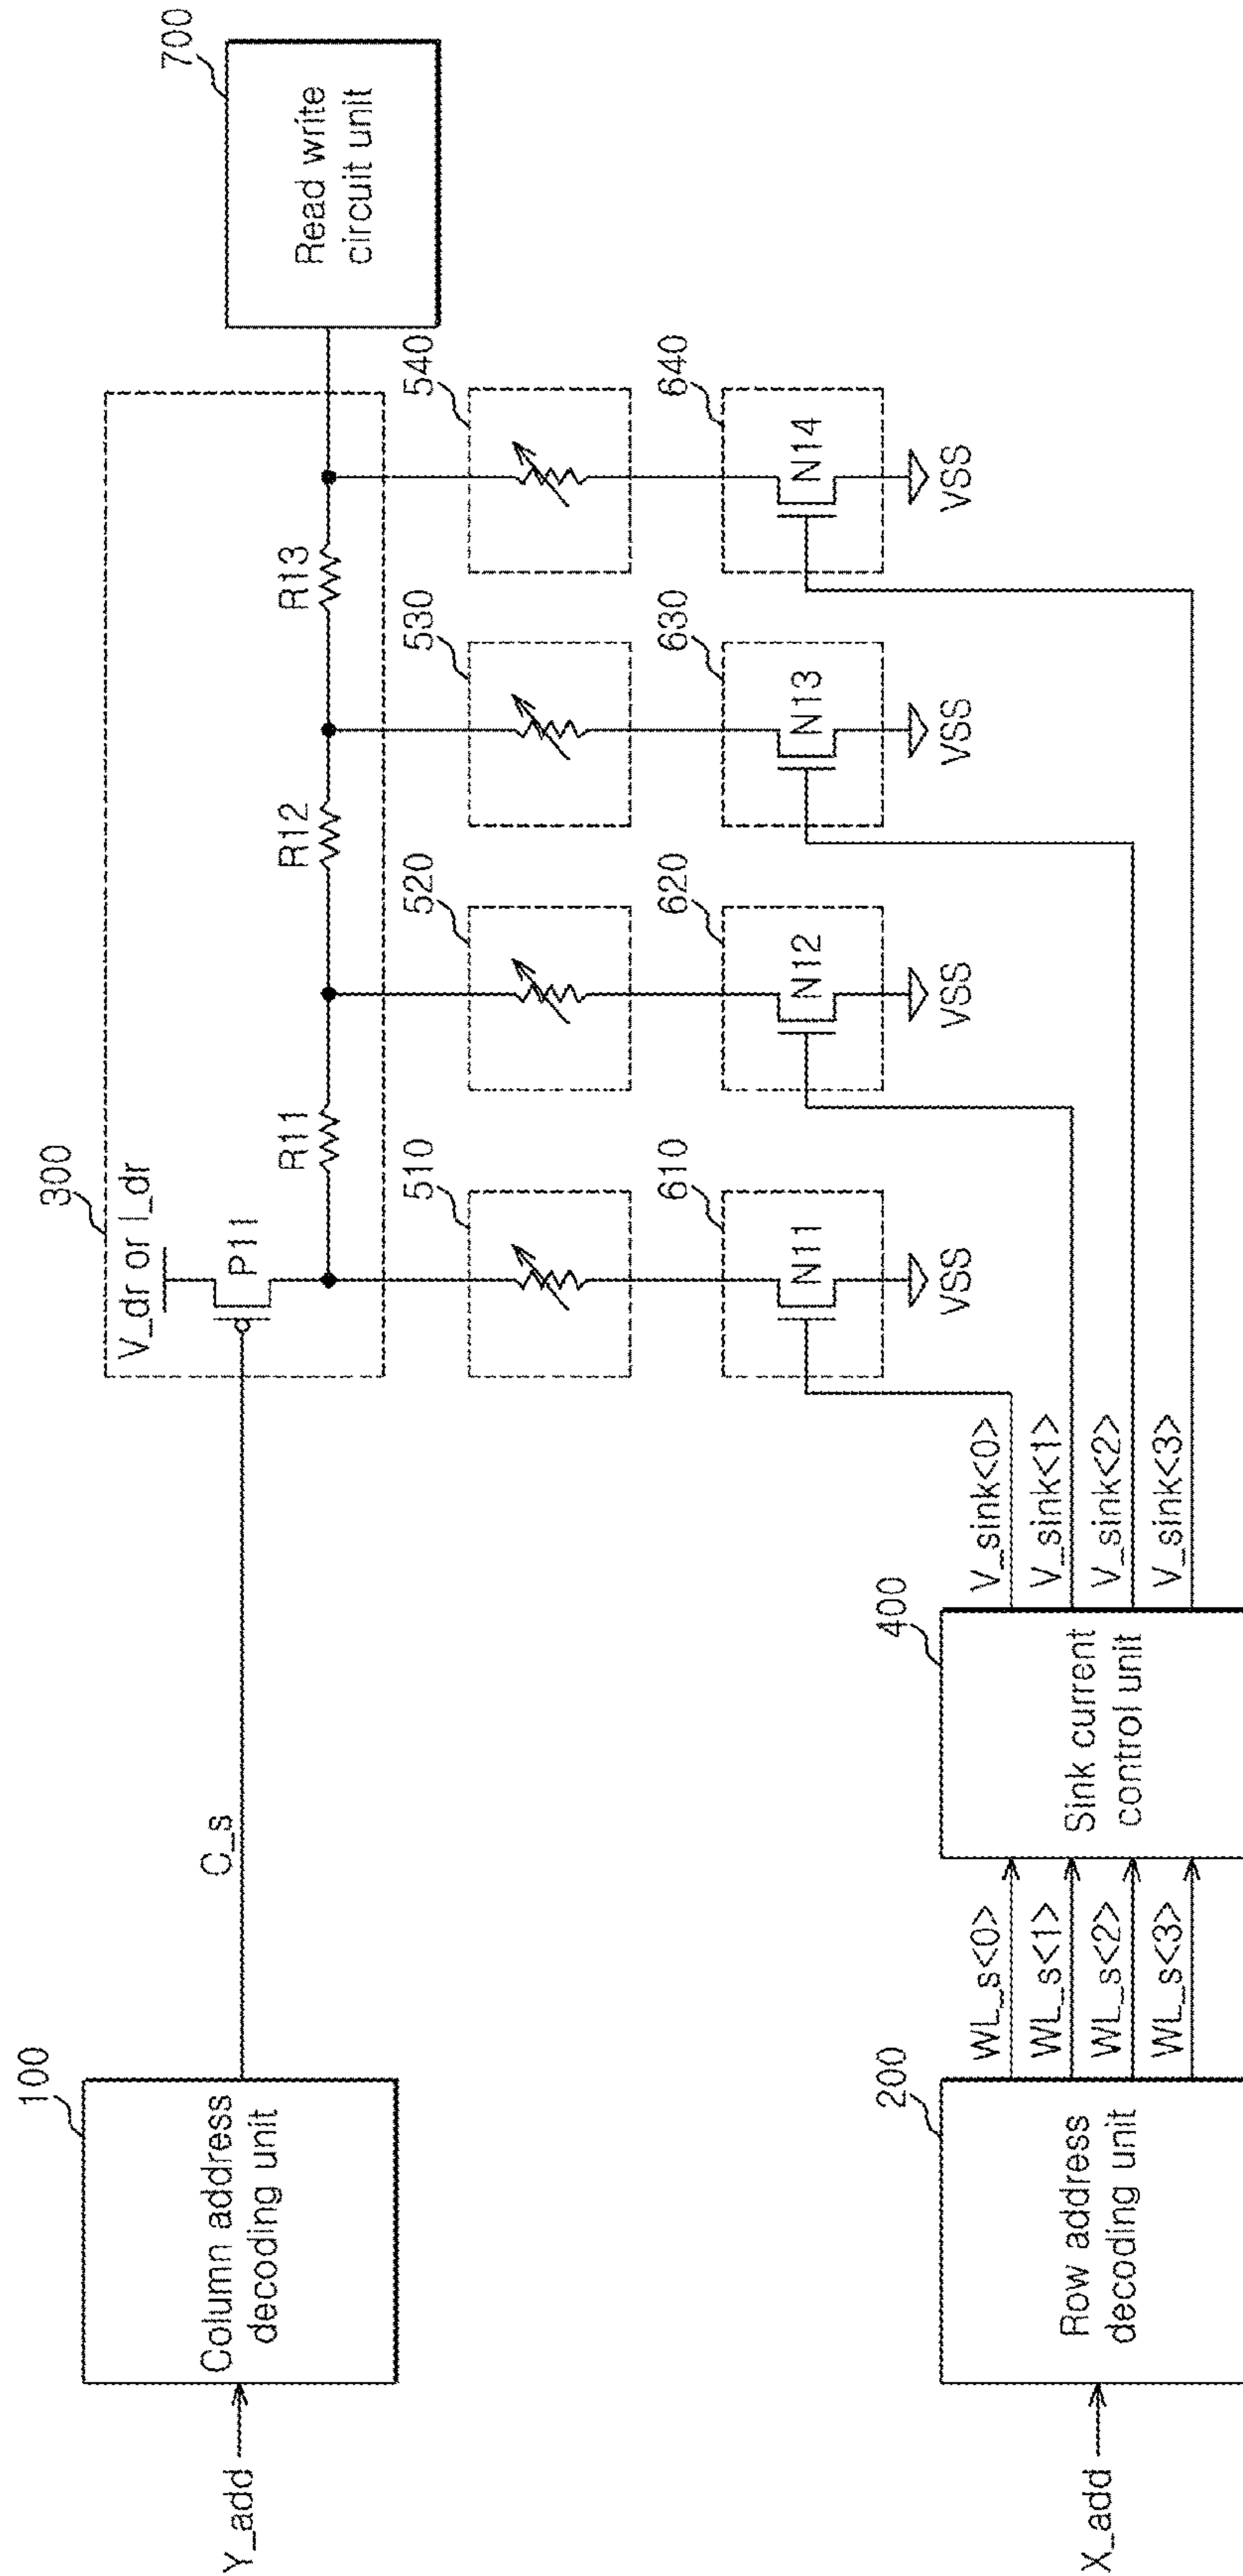 700
Read write
circuit unit
300
V_dr or I_dr
P11
R11
R12
R13
C_s
100
Column address
decoding unit
Y_add
510
520
530
540
610
620
630
640
N11
N12
N13
N14
VSS
VSS
VSS
VSS
V_sink<0>
V_sink<1>
V_sink<2>
V_sink<3>
400
Sink current
control unit
WL_s<0>
WL_s<1>
WL_s<2>
WL_s<3>
200
Row address
decoding unit
X_add